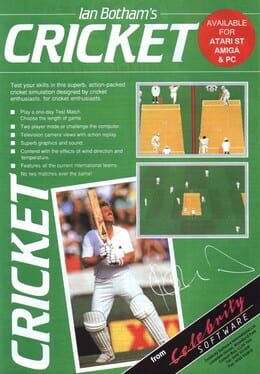 Ian Botham's
CRICKET
AVAILABLE
FOR
ATARI ST
AMIGA
& PC
Test your skills in this superb, action-packed
cricket simulation designed by cricket
enthusiasts, for cricket enthusiasts.
Play a one-day Test Match.
Choose the length of game
Two player mode or challenge the computer.
Television camera views with action replay.
Superb graphics and sound.
Contend with the effects of wind direction and
temperature.
Features all the current international teams.
No two matches ever the same!
CRICKET
from Celebrity
SOFTWARE